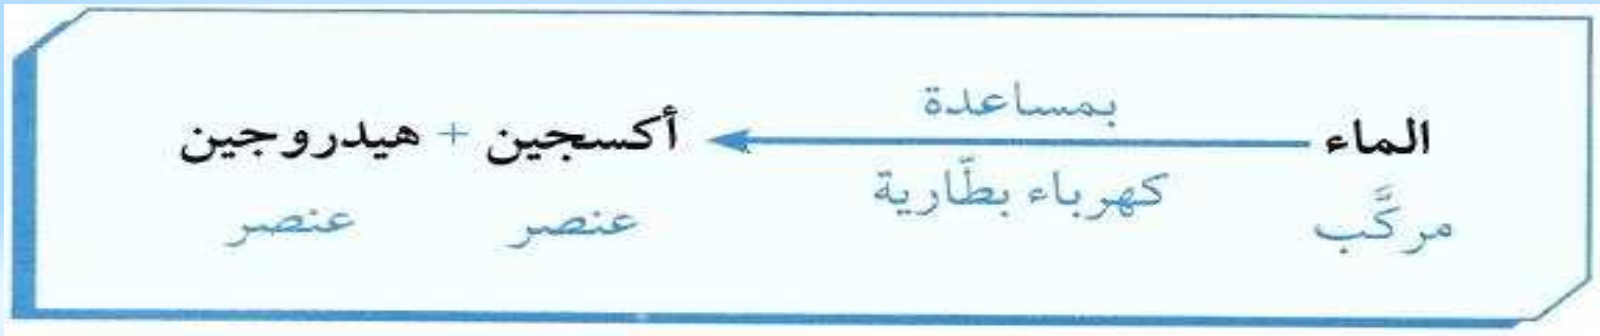 بمساعدة
الماء أكسجين + هيدروجين
كهرباء بطّارية
مركَّب عنصر عنصر